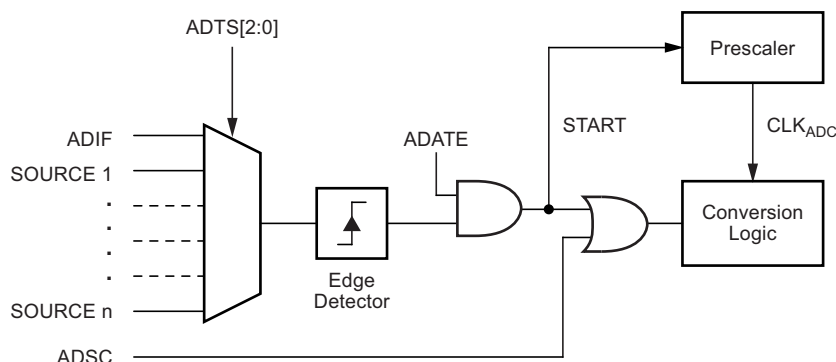 ADTS[2:0]
Prescaler
START
CLKADC
ADIF
ADATE
SOURCE 1
.
.
.
.
SOURCE n
Edge
Detector
Conversion
Logic
ADSC